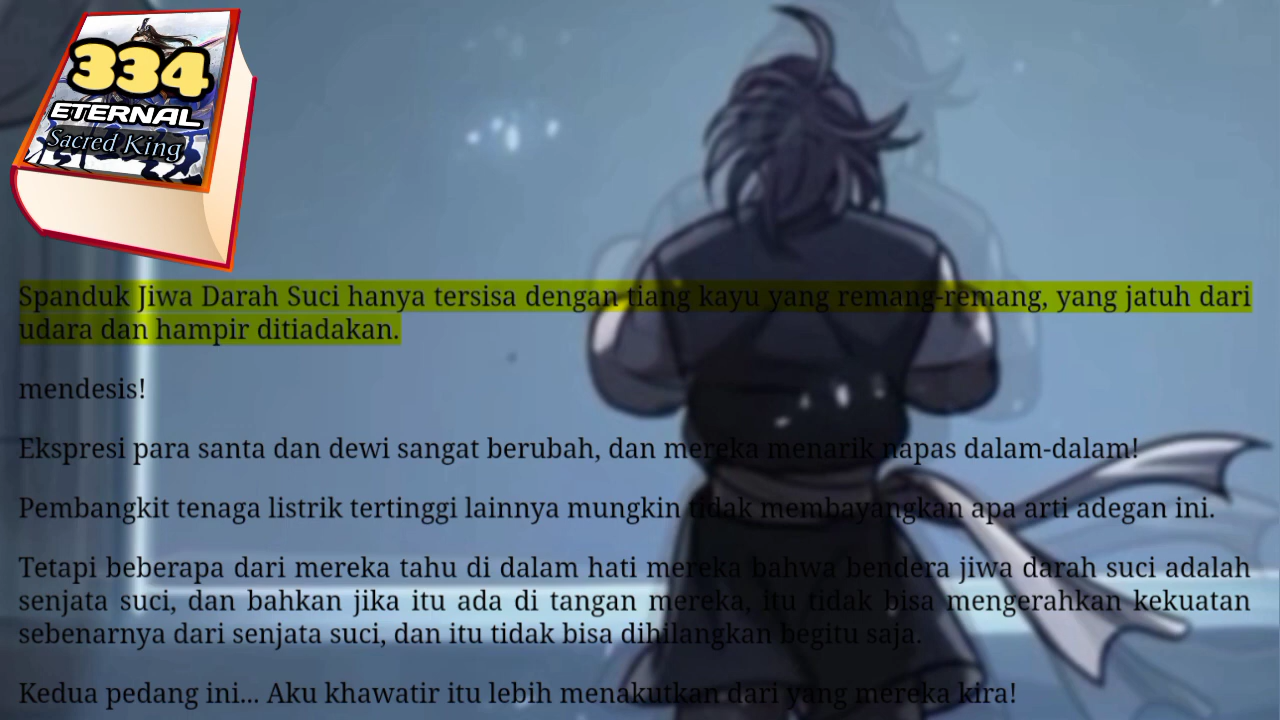 334
ETERNAL
Sacred King
Spanduk Jiwa Darah Suci hanya tersisa dengan tiang kayu yang remang-remang, yang jatuh dari
udara dan hampir ditiadakan.
mendesis!
Ekspresi para santa dan dewi sangat berubah, dan mereka menarik napas dalam-dalam!
Pembangkit tenaga listrik tertinggi lainnya mungkin tidak membayangkan apa arti adegan ini.
Tetapi beberapa dari mereka tahu di dalam hati mereka bahwa bendera jiwa darah suci adalah
senjata suci, dan bahkan jika itu ada di tangan mereka, itu tidak bisa mengerahkan kekuatan
sebenarnya dari senjata suci, dan itu tidak bisa dihilangkan begitu saja.
Kedua pedang ini... Aku khawatir itu lebih menakutkan dari yang mereka kira!